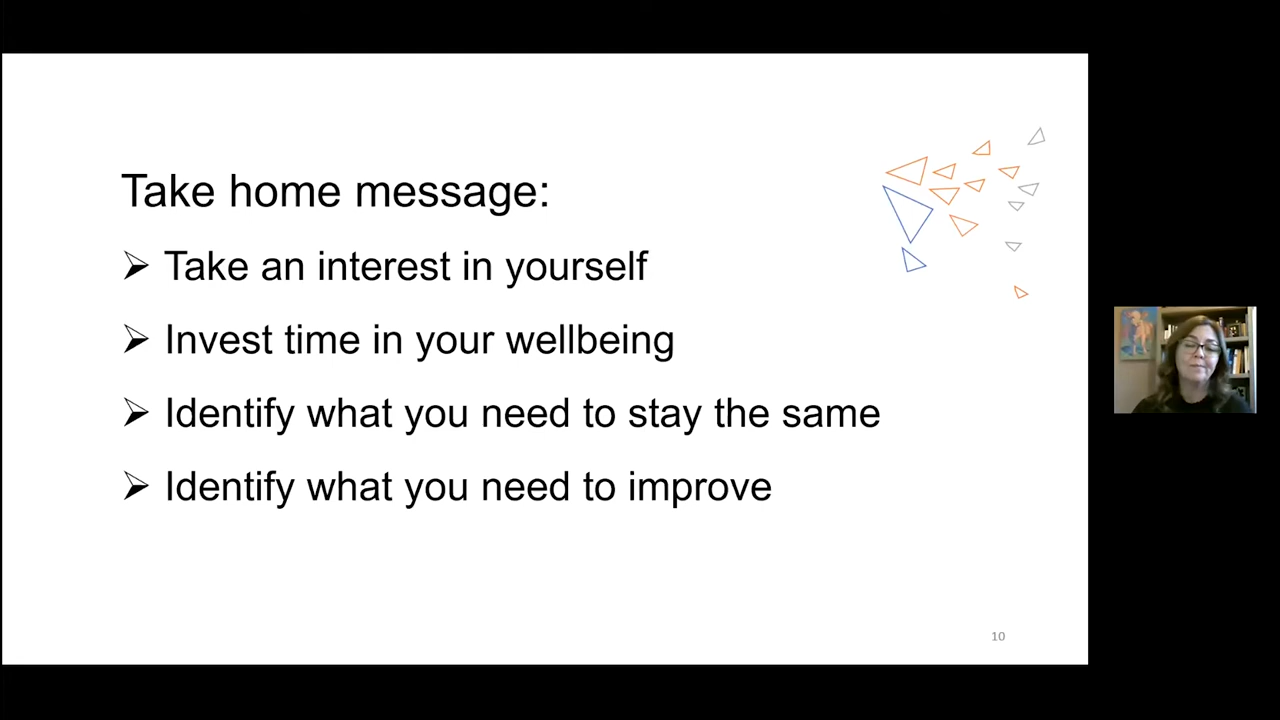 Take home message:
➢ Take an interest in yourself
➢ Invest time in your wellbeing
➢ Identify what you need to stay the same
➢ Identify what you need to improve
10